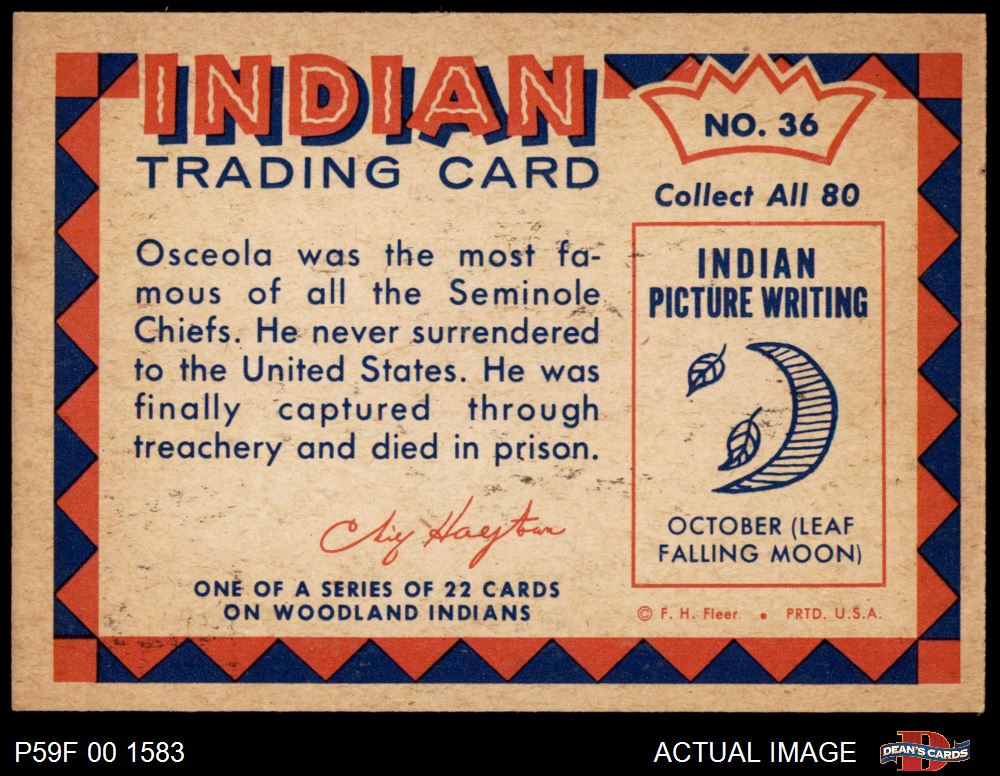 INDIAN
TRADING CARD
NO. 36
Collect All 80
Osceola was the most fa-
mous of all the Seminole
Chiefs. He never surrendered
to the United States. He was
finally captured through
treachery and died in prison.
Chief Haeytown
ONE OF A SERIES OF 22 CARDS
ON WOODLAND INDIANS
INDIAN
PICTURE WRITING
OCTOBER (LEAF
FALLING MOON)
© F. H. Fleer. • PRTD. U.S.A.
P59F 00 1583
ACTUAL IMAGE
D
DEAN'S CARDS